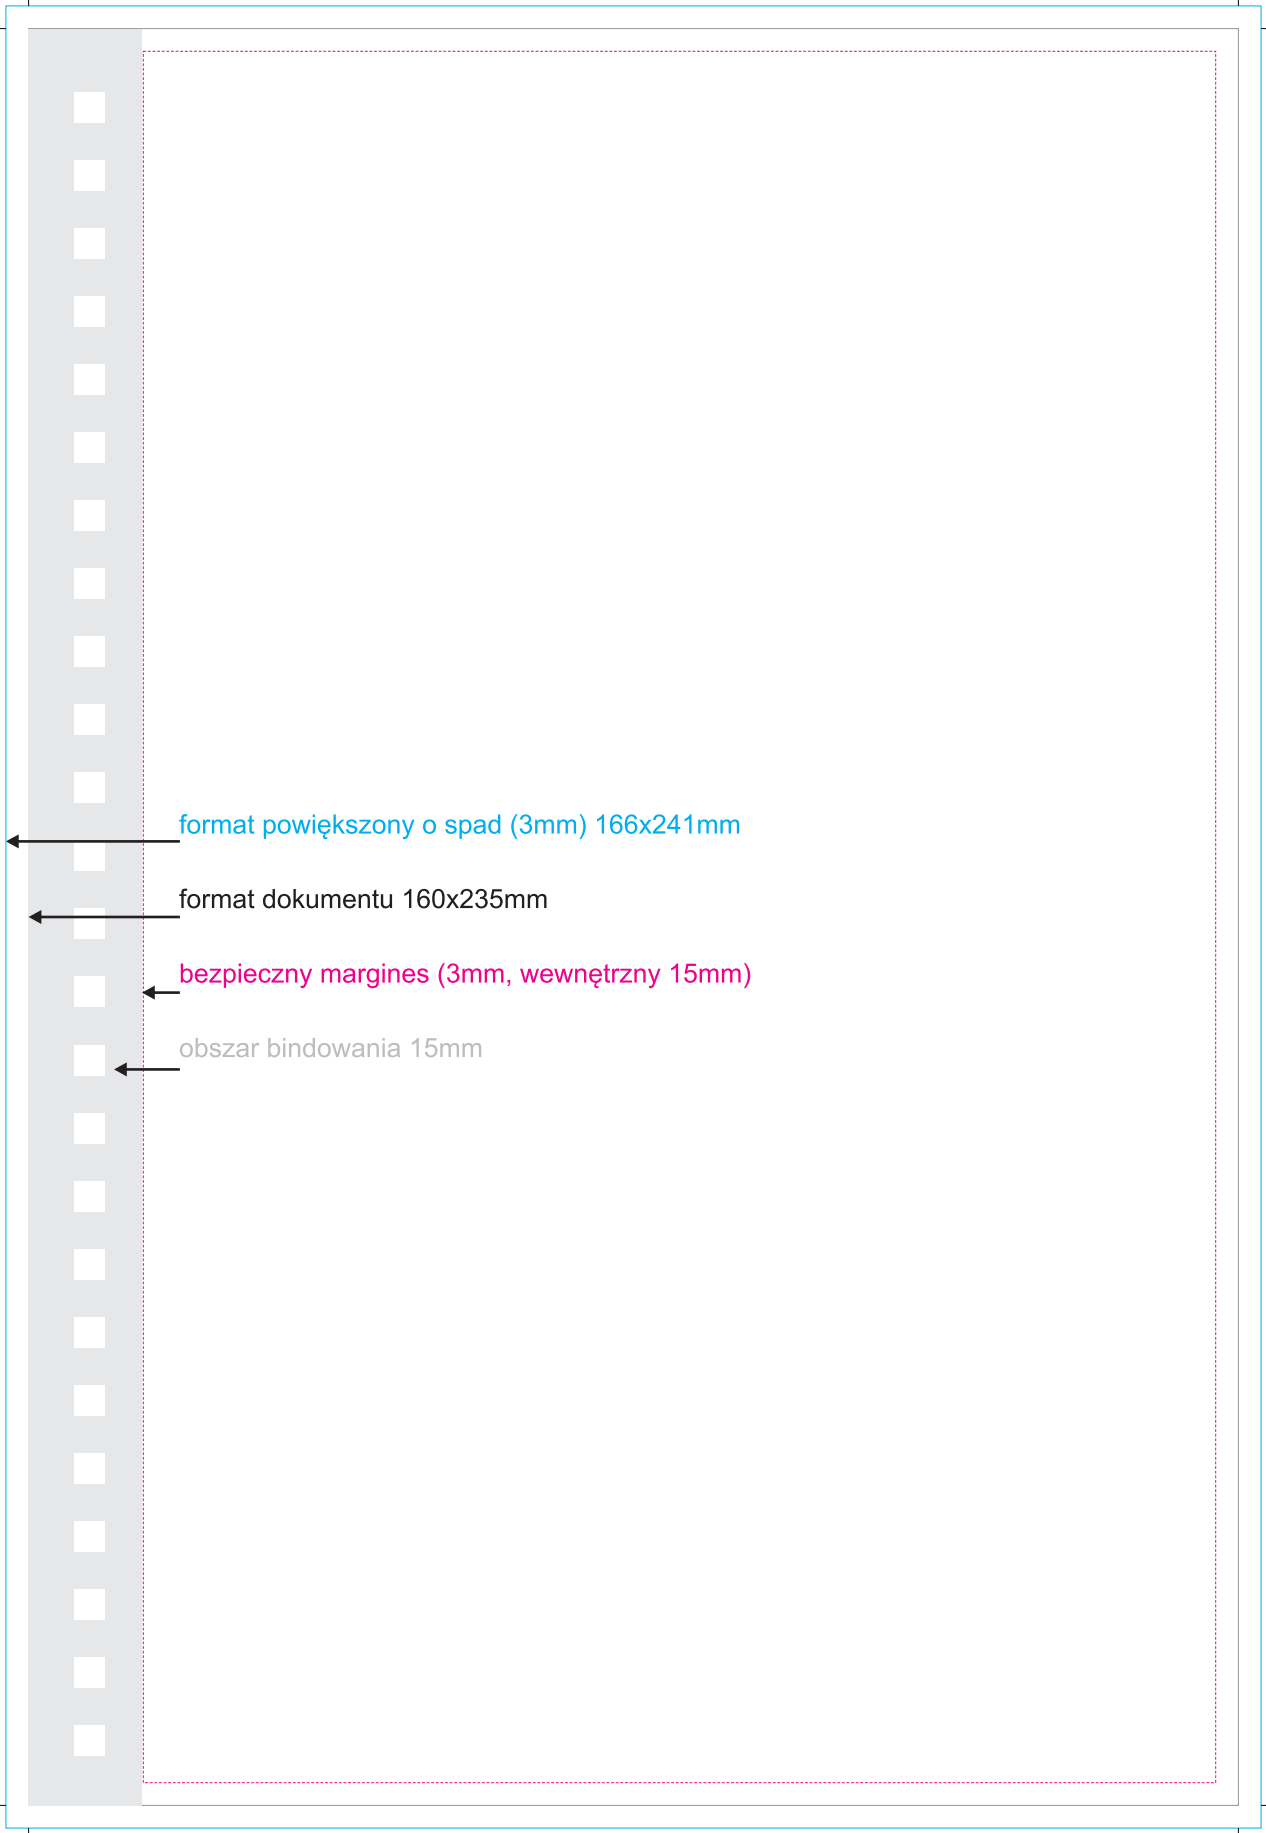 format powiększony o spad (3mm) 166x241mm
format dokumentu 160x235mm
bezpieczny margines (3mm, wewnętrzny 15mm)
obszar bindowania 15mm